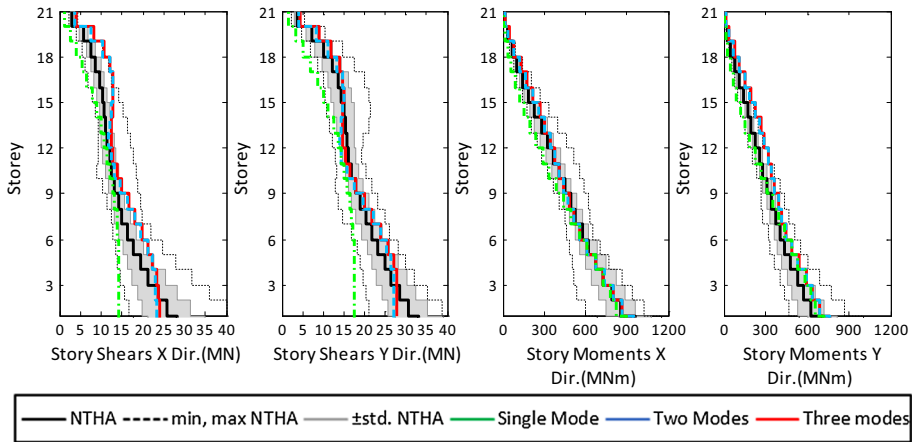 21
18
15
12
9
6
3
Storey
0 5 10 15 20 25 30 35 40
Story Shears X Dir.(MN)
21
18
15
12
9
6
3
Storey
0 5 10 15 20 25 30 35 40
Story Shears Y Dir.(MN)
21
18
15
12
9
6
3
Storey
0 300 600 900 1200
Story Moments X
Dir.(MNm)
21
18
15
12
9
6
3
Storey
0 300 600 900
Story Moments Y
Dir.(MNm)
NTHA min, max NTHA ±std. NTHA Single Mode Two Modes Three modes